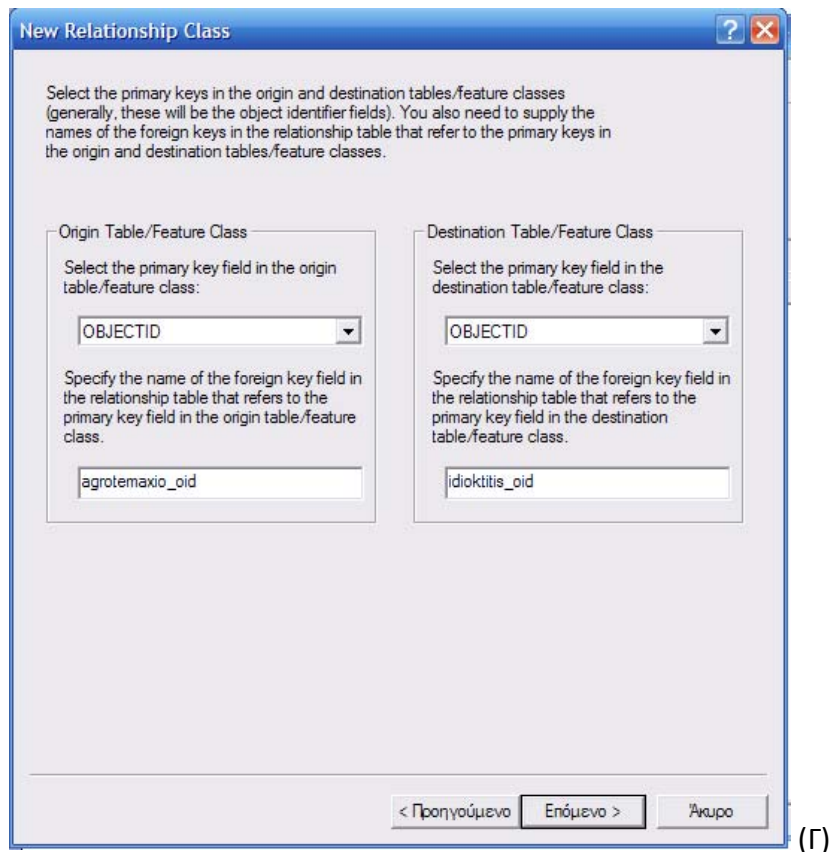 New Relationship Class
Select the primary keys in the origin and destination tables/feature classes
(generally, these will be the object identifier fields). You also need to supply the
names of the foreign keys in the relationship table that refer to the primary keys in
the origin and destination tables/feature classes.
Origin Table/Feature Class
Select the primary key field in the origin
table/feature class:
OBJECTID
Specify the name of the foreign key field in
the relationship table that refers to the
primary key field in the origin table/feature
class.
agrotemaxio_oid
Destination Table/Feature Class
Select the primary key field in the
destination table/feature class:
OBJECTID
Specify the name of the foreign key field in
the relationship table that refers to the
primary key field in the destination
table/feature class.
idioktitis_oid
< Προηγούμενο Επόμενο > Άκυρο
(Γ)